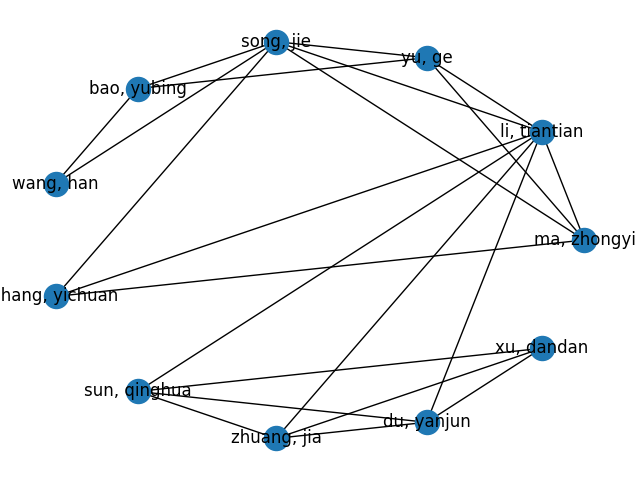 song, jie
yu, ge
bao, yubing
li, tiantian
wang, han
ma, zhongyi
hang, yichuan
xu, dandan
sun, qinghua
du, yanjun
zhuang, jia